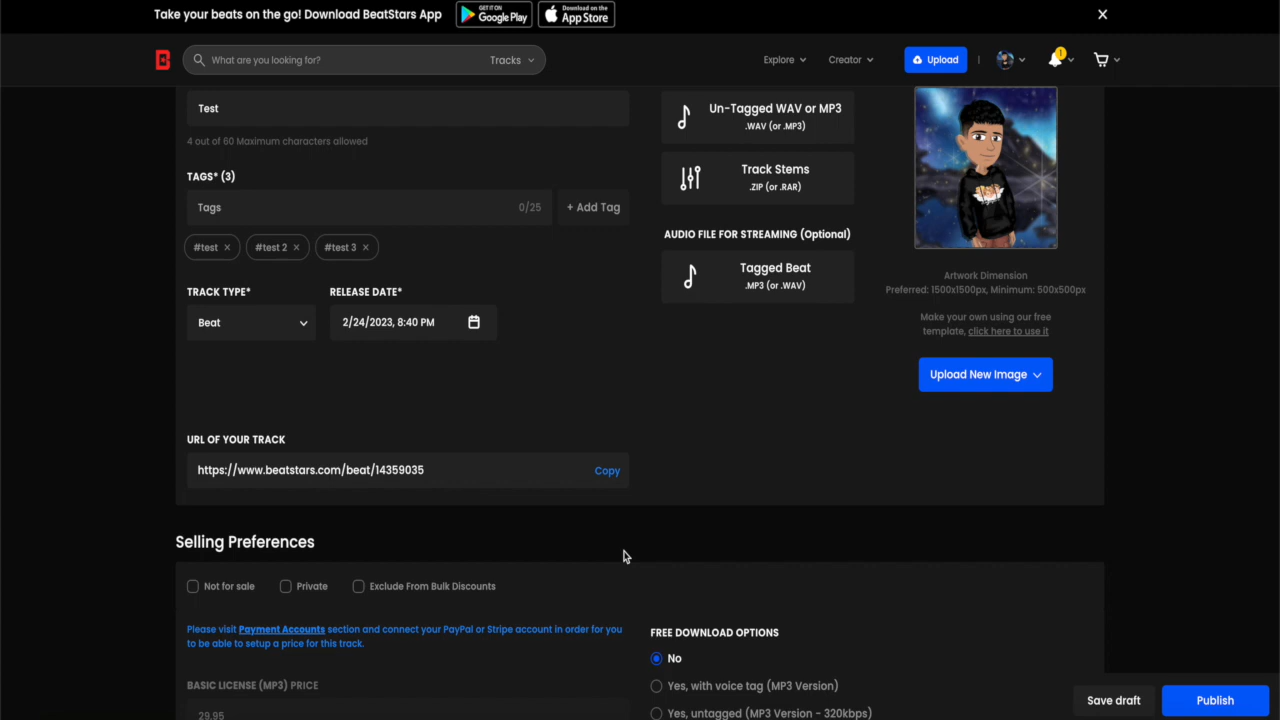 Take your beats on the go! Download BeatStars App
GET IT ON
Google Play
Download on the
App Store
What are you looking for?
Tracks
Explore
Creator
Upload
1
Test
4 out of 60 Maximum characters allowed
TAGS* (3)
Tags
0/25
+ Add Tag
#test
#test 2
#test 3
TRACK TYPE*
RELEASE DATE*
Beat
2/24/2023, 8:40 PM
URL OF YOUR TRACK
https://www.beatstars.com/beat/14359035
Copy
Un-Tagged WAV or MP3
.WAV (or .MP3)
Track Stems
.ZIP (or .RAR)
AUDIO FILE FOR STREAMING (Optional)
Tagged Beat
.MP3 (or .WAV)
Artwork Dimension
Preferred: 1500x1500px, Minimum: 500x500px
Make your own using our free
template, click here to use it
Upload New Image
Selling Preferences
Not for sale
Private
Exclude From Bulk Discounts
Please visit Payment Accounts section and connect your PayPal or Stripe account in order for you
to be able to setup a price for this track.
BASIC LICENSE (MP3) PRICE
29.95
FREE DOWNLOAD OPTIONS
No
Yes, with voice tag (MP3 Version)
Yes, untagged (MP3 Version - 320kbps)
Save draft
Publish